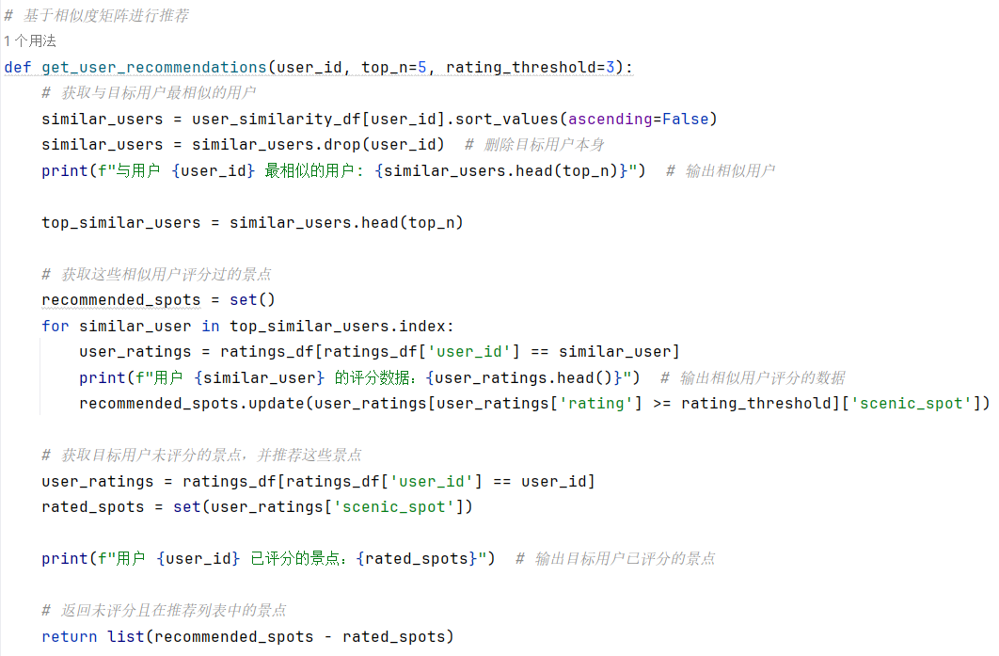 # 基于相似度矩阵进行推荐
1 个用法
def get_user_recommendations(user_id, top_n=5, rating_threshold=3):
    # 获取与目标用户最相似的用户
    similar_users = user_similarity_df[user_id].sort_values(ascending=False)
    similar_users = similar_users.drop(user_id)  # 删除目标用户本身
    print(f"与用户 {user_id} 最相似的用户: {similar_users.head(top_n)}")  # 输出相似用户
    top_similar_users = similar_users.head(top_n)
    # 获取这些相似用户评分过的景点
    recommended_spots = set()
    for similar_user in top_similar_users.index:
        user_ratings = ratings_df[ratings_df['user_id'] == similar_user]
        print(f"用户 {similar_user} 的评分数据：{user_ratings.head()}")  # 输出相似用户评分的数据
        recommended_spots.update(user_ratings[user_ratings['rating'] >= rating_threshold]['scenic_spot'])
    # 获取目标用户未评分的景点，并推荐这些景点
    user_ratings = ratings_df[ratings_df['user_id'] == user_id]
    rated_spots = set(user_ratings['scenic_spot'])
    print(f"用户 {user_id} 已评分的景点：{rated_spots}")  # 输出目标用户已评分的景点
    # 返回未评分且在推荐列表中的景点
    return list(recommended_spots - rated_spots)